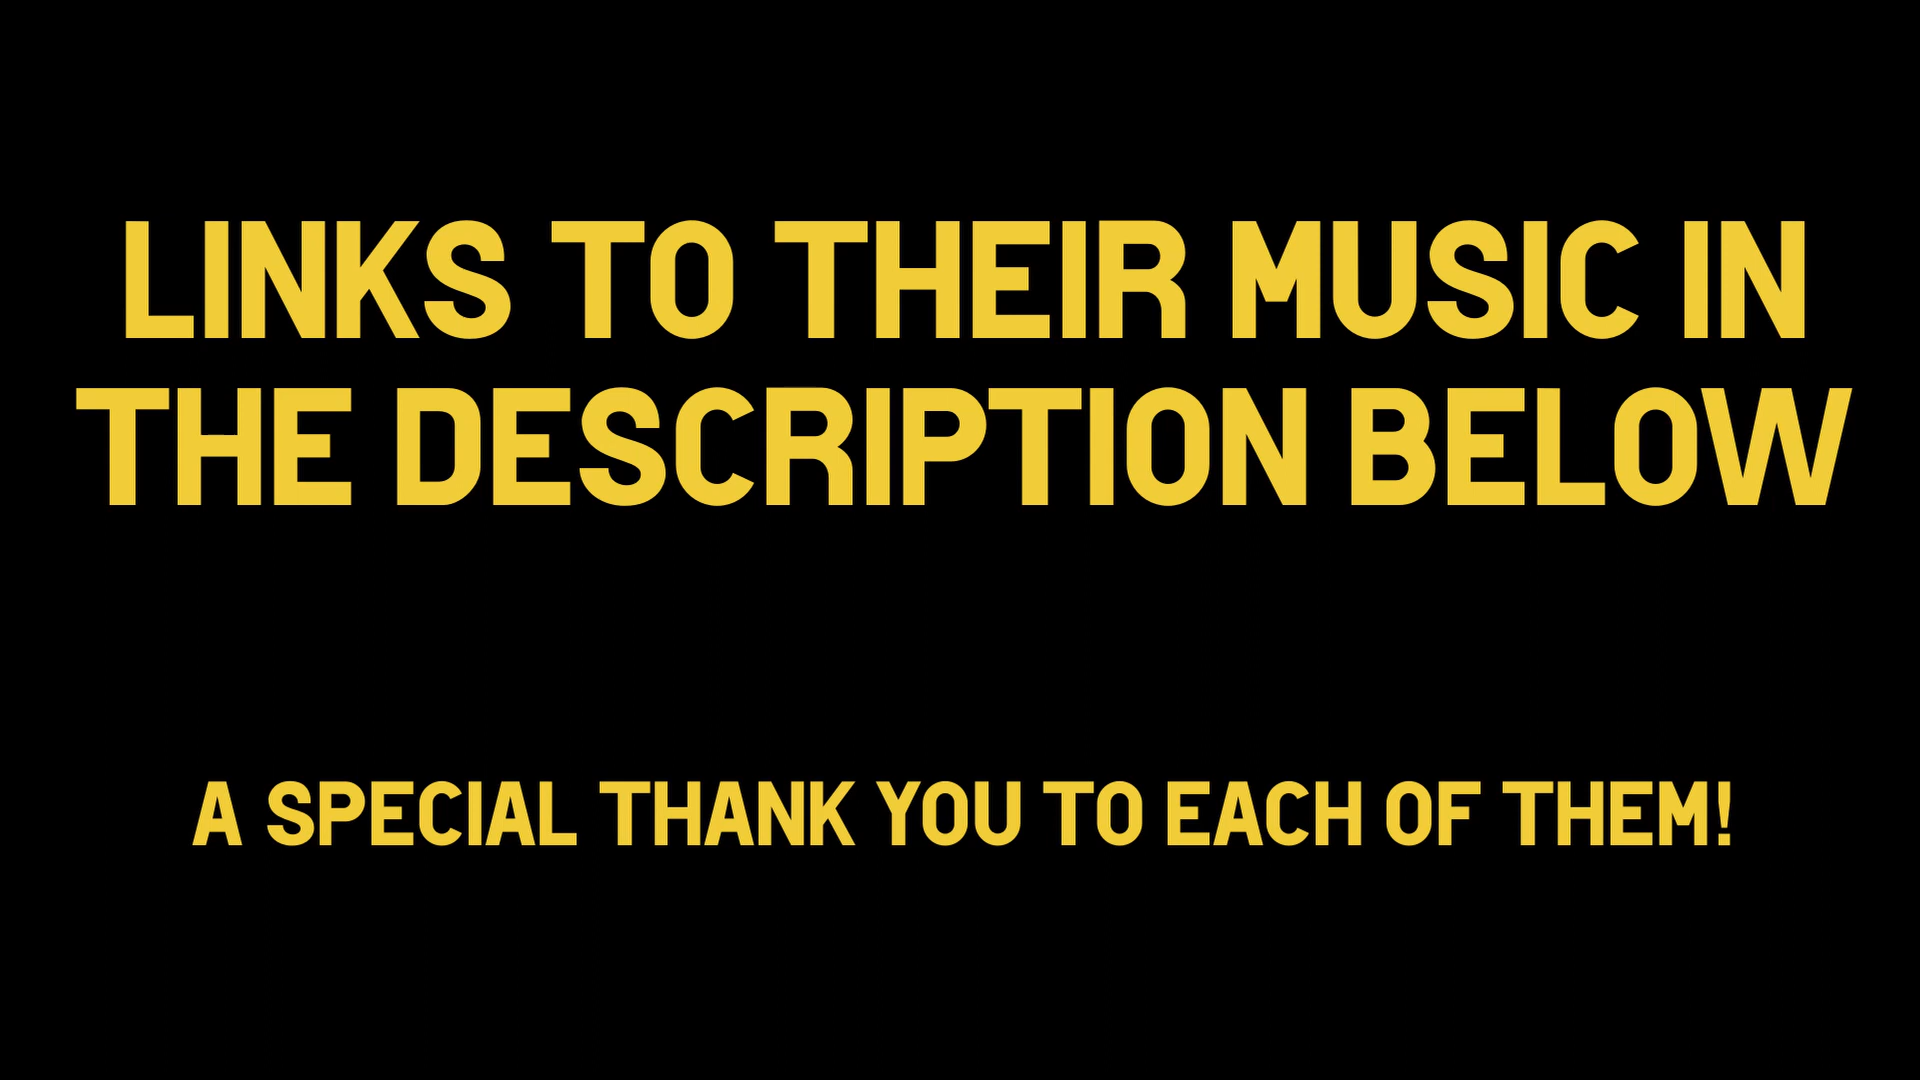 LINKS TO THEIR MUSIC IN
THE DESCRIPTION BELOW
A SPECIAL THANK YOU TO EACH OF THEM!